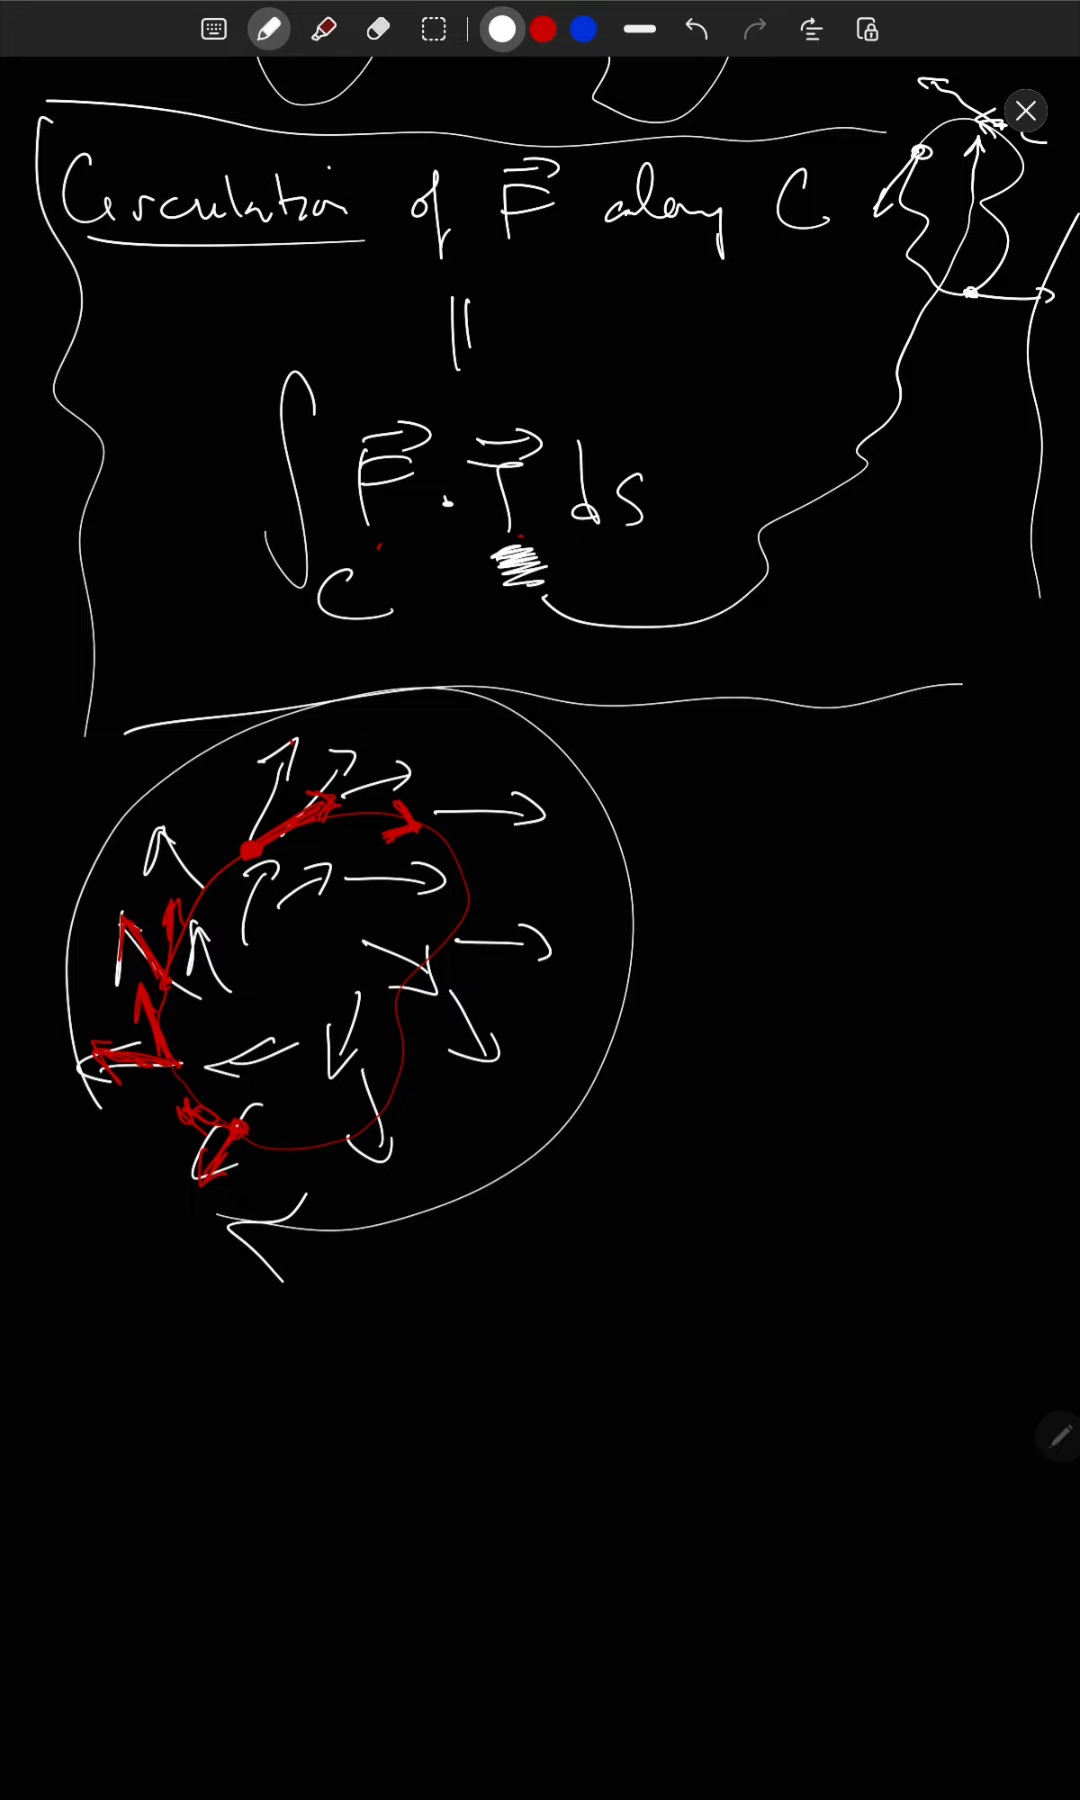 Circulation of F⃗ along C
||
∫_C F⃗ · T⃗ ds